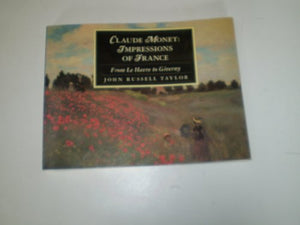 CLAUDE MONET:
IMPRESSIONS
OF FRANCE
From Le Havre to Giverny
JOHN RUSSELL TAYLOR